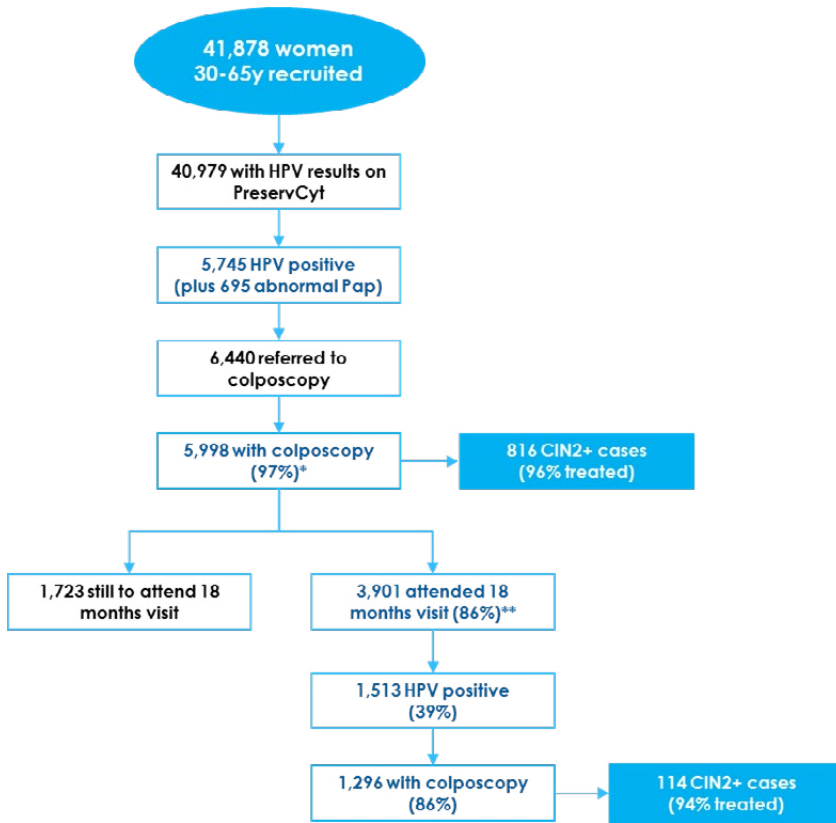 41,878 women
30-65y recruited
40,979 with HPV results on
PreservCyt
5,745 HPV positive
(plus 695 abnormal Pap)
6,440 referred to
colposcopy
5,998 with colposcopy
(97%)*
816 CIN2+ cases
(96% treated)
1,723 still to attend 18
months visit
3,901 attended 18
months visit (86%)**
1,513 HPV positive
(39%)
1,296 with colposcopy
(86%)
114 CIN2+ cases
(94% treated)